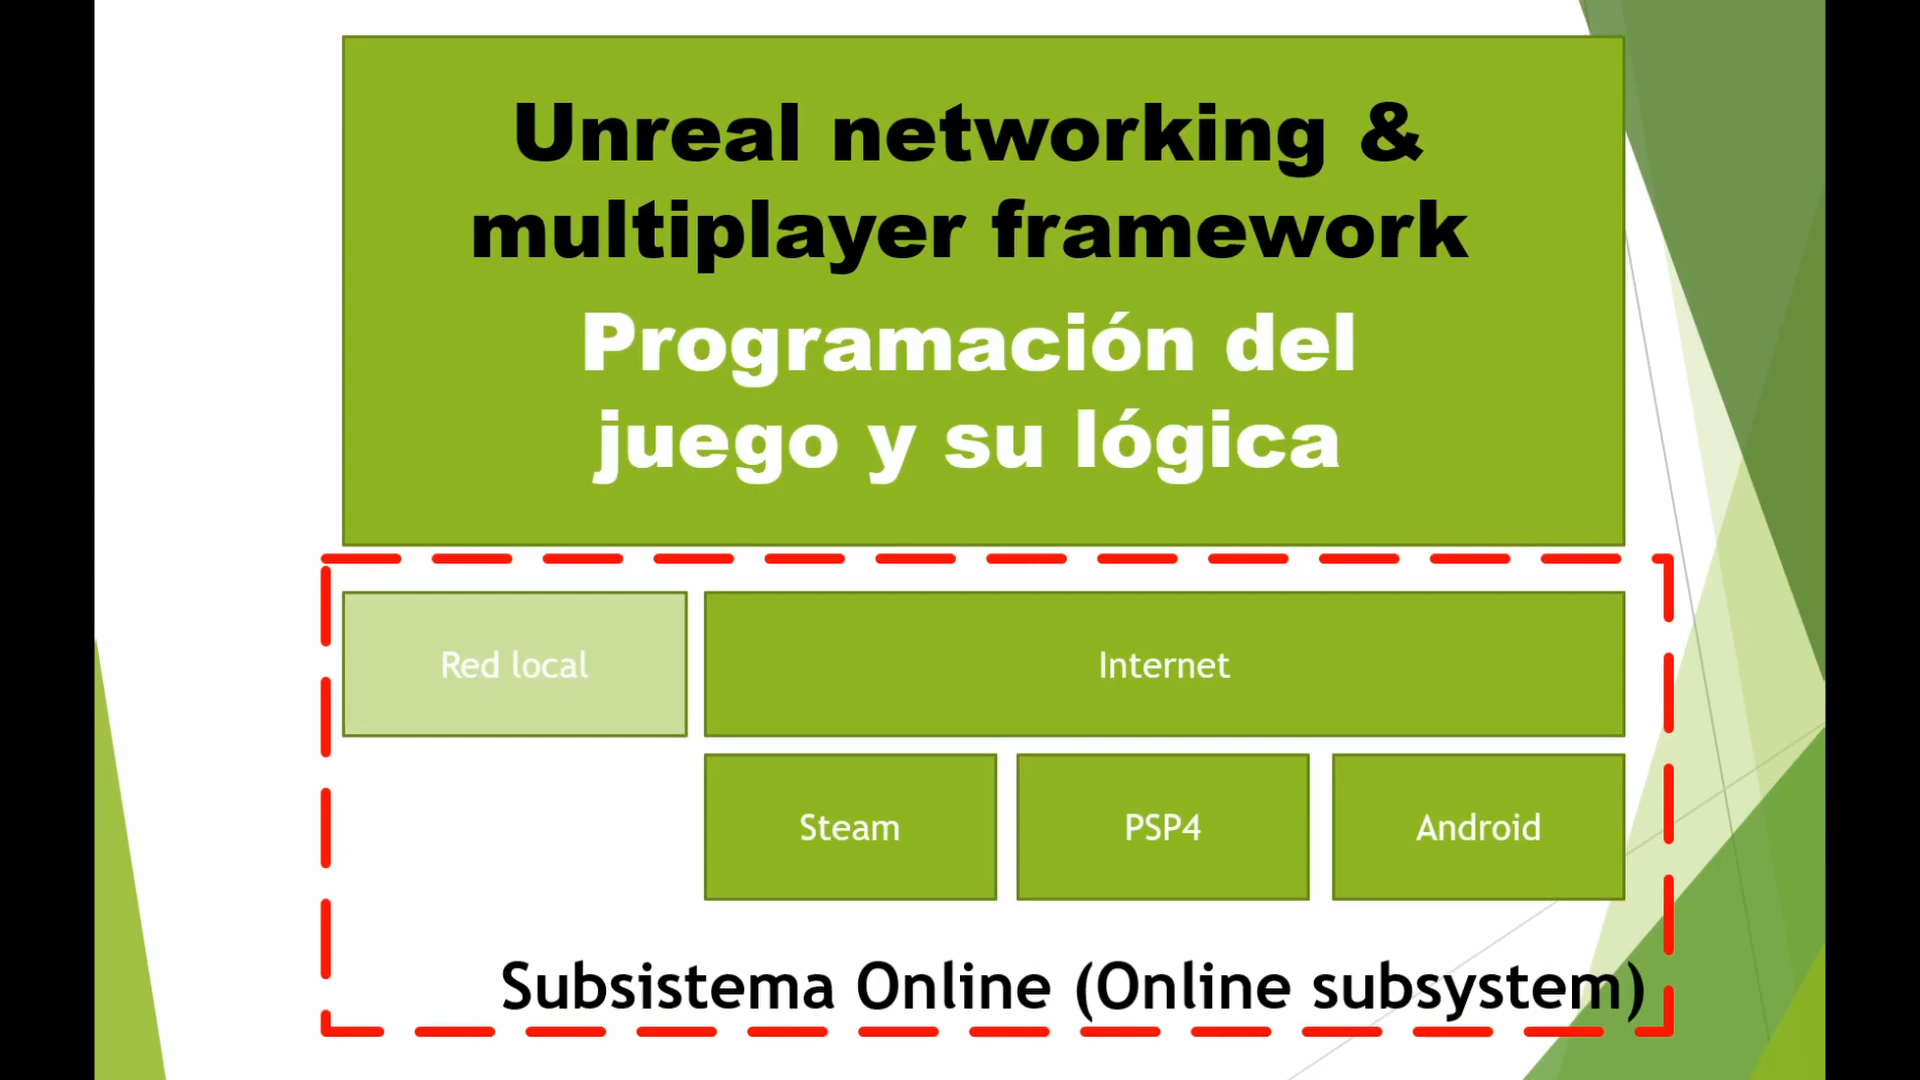 Unreal networking &
multiplayer framework
Programación del
juego y su lógica
Red local
Internet
Steam
PSP4
Android
Subsistema Online (Online subsystem)